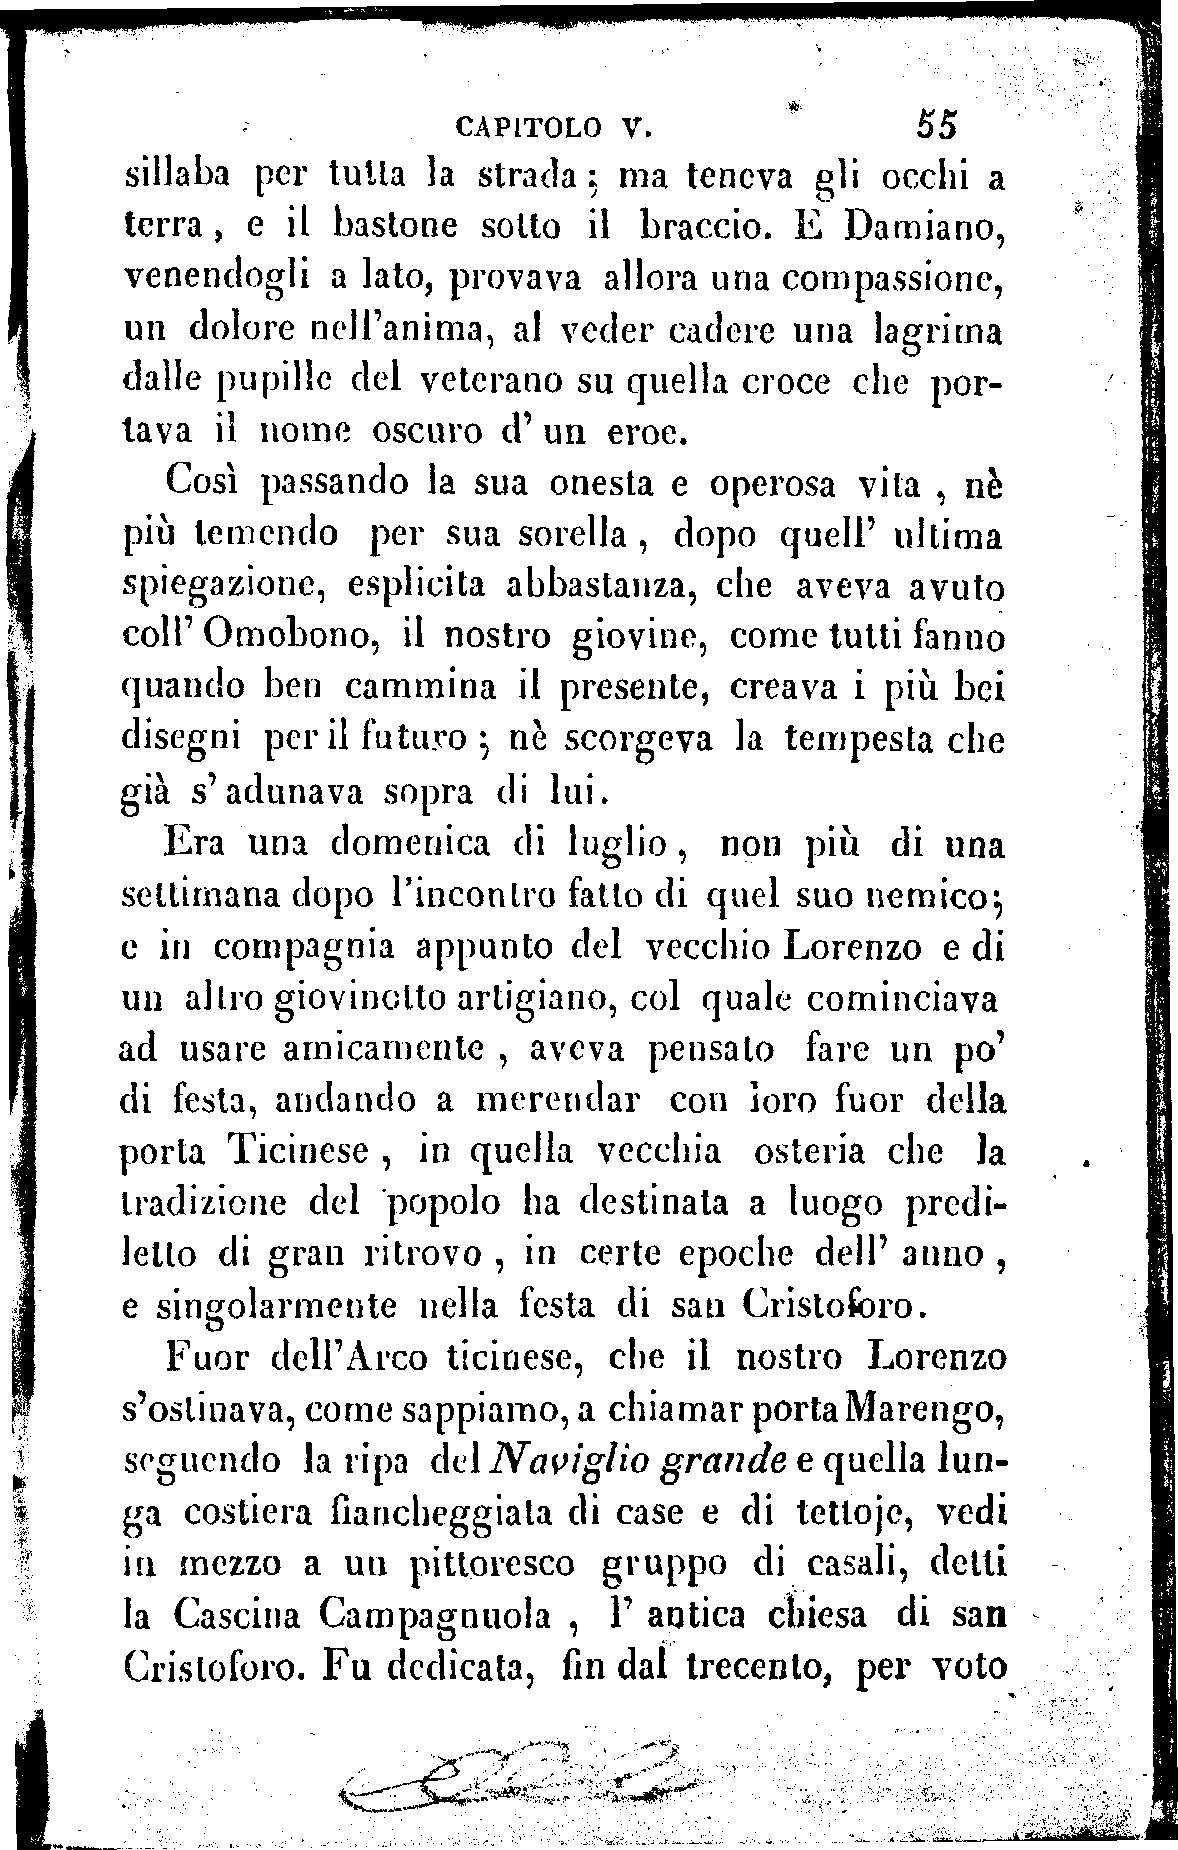 CAPITOLO V. 55
sillaba per tutta la strada; ma teneva gli occhi a
terra, e il bastone sotto il braccio. E Damiano,
venendogli a lato, provava allora una compassione,
un dolore nell'anima, al veder cadere una lagrima
dalle pupille del veterano su quella croce che por-
tava il nome oscuro d'un eroe.
Così passando la sua onesta e operosa vita, nè
più temendo per sua sorella, dopo quell'ultima
spiegazione, esplicita abbastanza, che aveva avuto
coll'Omobono, il nostro giovine, come tutti fanno
quando ben cammina il presente, creava i più bei
disegni per il futuro; nè scorgeva la tempesta che
già s'adunava sopra di lui.
Era una domenica di luglio, non più di una
settimana dopo l'incontro fatto di quel suo nemico;
e in compagnia appunto del vecchio Lorenzo e di
un altro giovinetto artigiano, col quale cominciava
ad usare amicamente, aveva pensato fare un po'
di festa, andando a merendar con loro fuor della
porta Ticinese, in quella vecchia osteria che la
tradizione del popolo ha destinata a luogo predi-
letto di gran ritrovo, in certe epoche dell'anno,
e singolarmente nella festa di san Cristoforo.
Fuor dell'Arco ticinese, che il nostro Lorenzo
s'ostinava, come sappiamo, a chiamar porta Marengo,
seguendo la ripa del Naviglio grande e quella lun-
ga costiera fiancheggiata di case e di tettoje, vedi
in mezzo a un pittoresco gruppo di casali, detti
la Cascina Campagnuola, l'antica chiesa di san
Cristoforo. Fu dedicata, fin dal trecento, per voto